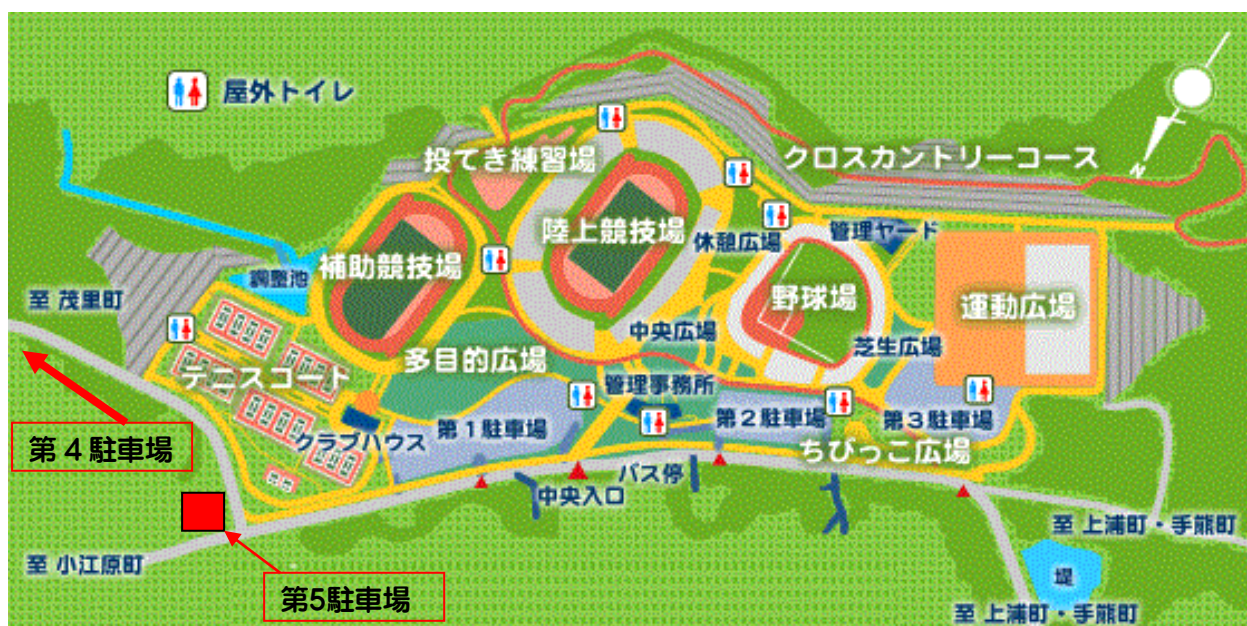 屋外トイレ
投てき練習場
クロスカントリーコース
N
陸上競技場
休憩広場
管理ヤード
補助競技場
調整池
至 茂里町
野球場
運動広場
中央広場
芝生広場
多目的広場
テニスコート
管理事務所
第1駐車場
第2駐車場
第3駐車場
クラブハウス
第4駐車場
ちびっこ広場
バス停
中央入口
至 上浦町・手熊町
至 小江原町
堤
第5駐車場
至 上浦町・手熊町